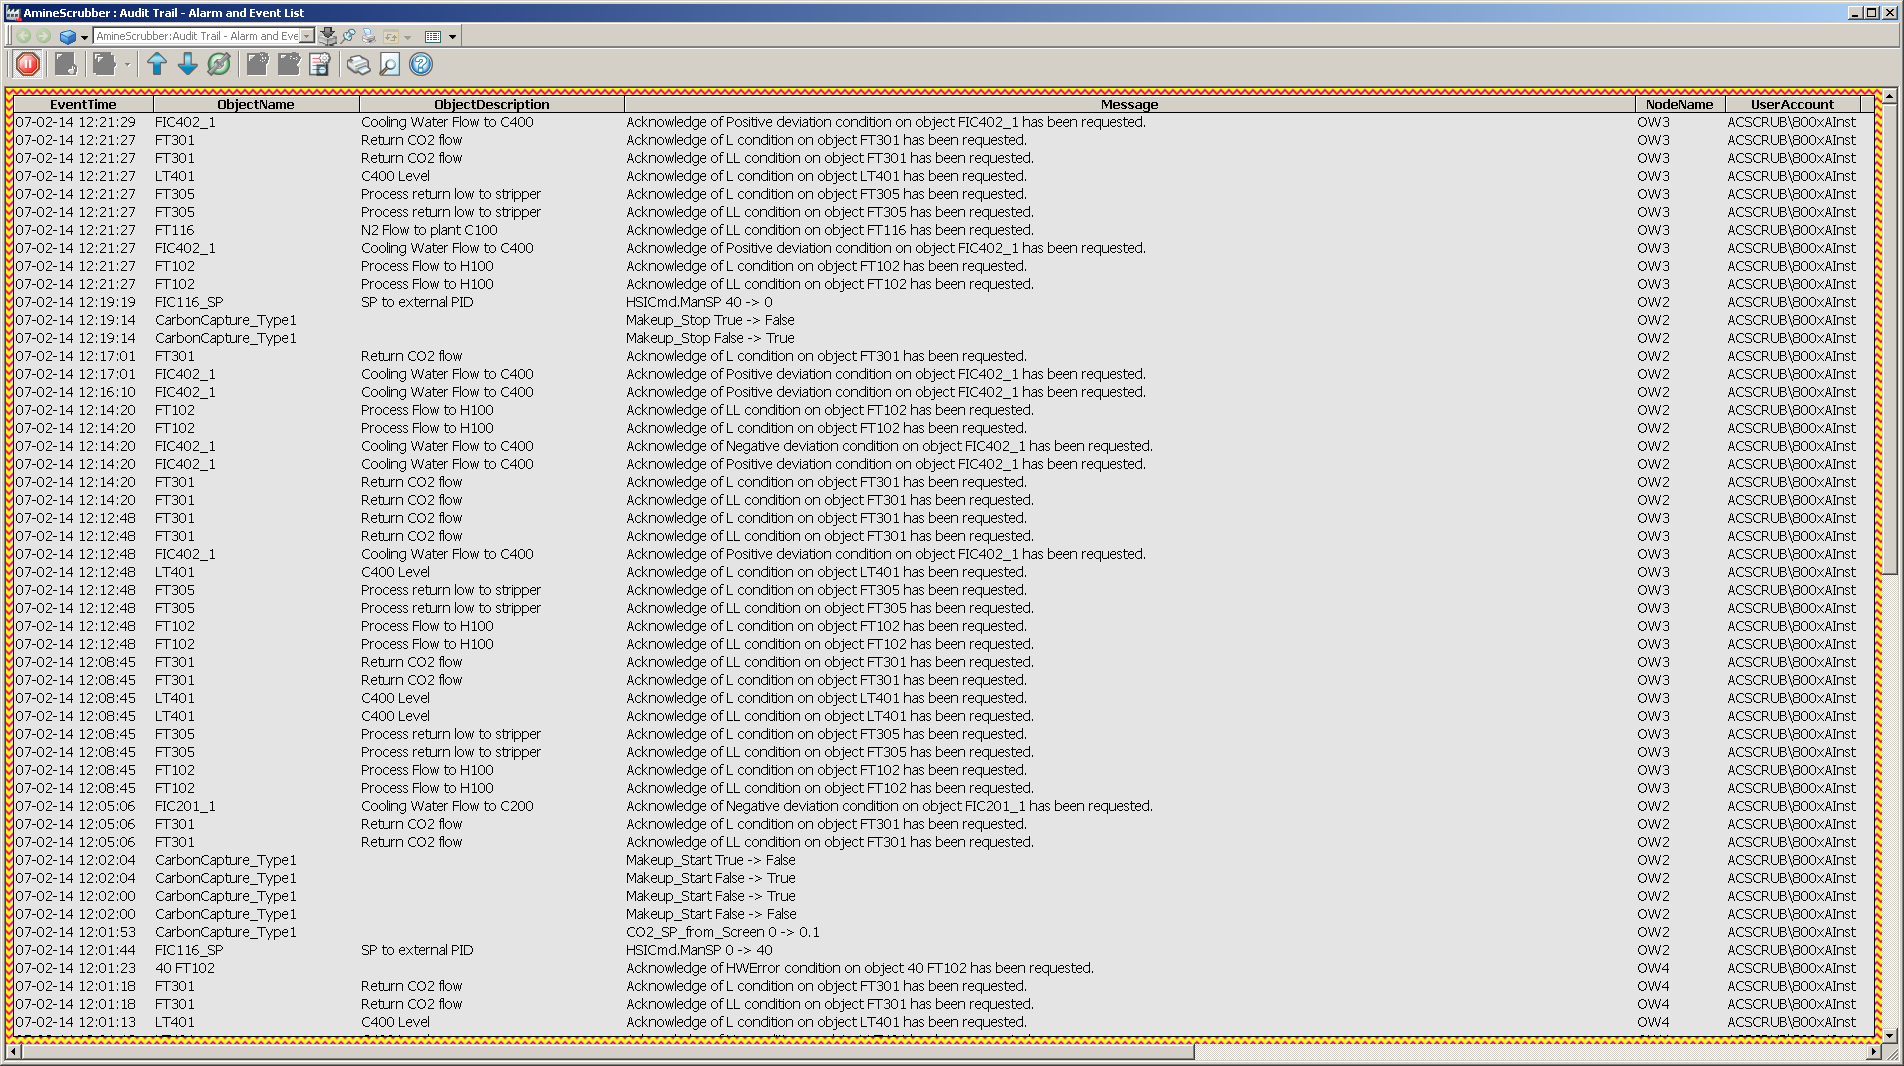 AmineScrubber : Audit Trail - Alarm and Event List
AmineScrubber:Audit Trail - Alarm and Eve
EventTime ObjectName ObjectDescription Message NodeName UserAccount
07-02-14 12:21:29 FIC402_1 Cooling Water Flow to C400 Acknowledge of Positive deviation condition on object FIC402_1 has been requested. OW3 ACSCRUB\800xAInst
07-02-14 12:21:27 FT301 Return CO2 flow Acknowledge of L condition on object FT301 has been requested. OW3 ACSCRUB\800xAInst
07-02-14 12:21:27 FT301 Return CO2 flow Acknowledge of LL condition on object FT301 has been requested. OW3 ACSCRUB\800xAInst
07-02-14 12:21:27 LT401 C400 Level Acknowledge of L condition on object LT401 has been requested. OW3 ACSCRUB\800xAInst
07-02-14 12:21:27 FT305 Process return low to stripper Acknowledge of L condition on object FT305 has been requested. OW3 ACSCRUB\800xAInst
07-02-14 12:21:27 FT305 Process return low to stripper Acknowledge of LL condition on object FT305 has been requested. OW3 ACSCRUB\800xAInst
07-02-14 12:21:27 FT116 N2 Flow to plant C100 Acknowledge of LL condition on object FT116 has been requested. OW3 ACSCRUB\800xAInst
07-02-14 12:21:27 FIC402_1 Cooling Water Flow to C400 Acknowledge of Positive deviation condition on object FIC402_1 has been requested. OW3 ACSCRUB\800xAInst
07-02-14 12:21:27 FT102 Process Flow to H100 Acknowledge of L condition on object FT102 has been requested. OW3 ACSCRUB\800xAInst
07-02-14 12:21:27 FT102 Process Flow to H100 Acknowledge of LL condition on object FT102 has been requested. OW3 ACSCRUB\800xAInst
07-02-14 12:19:19 FIC116_SP SP to external PID HSICmd.ManSP 40 -> 0 OW2 ACSCRUB\800xAInst
07-02-14 12:19:14 CarbonCapture_Type1 Makeup_Stop True -> False OW2 ACSCRUB\800xAInst
07-02-14 12:19:14 CarbonCapture_Type1 Makeup_Stop False -> True OW2 ACSCRUB\800xAInst
07-02-14 12:17:01 FT301 Return CO2 flow Acknowledge of L condition on object FT301 has been requested. OW2 ACSCRUB\800xAInst
07-02-14 12:17:01 FIC402_1 Cooling Water Flow to C400 Acknowledge of Positive deviation condition on object FIC402_1 has been requested. OW2 ACSCRUB\800xAInst
07-02-14 12:16:10 FIC402_1 Cooling Water Flow to C400 Acknowledge of Positive deviation condition on object FIC402_1 has been requested. OW2 ACSCRUB\800xAInst
07-02-14 12:14:20 FT102 Process Flow to H100 Acknowledge of LL condition on object FT102 has been requested. OW2 ACSCRUB\800xAInst
07-02-14 12:14:20 FT102 Process Flow to H100 Acknowledge of L condition on object FT102 has been requested. OW2 ACSCRUB\800xAInst
07-02-14 12:14:20 FIC402_1 Cooling Water Flow to C400 Acknowledge of Negative deviation condition on object FIC402_1 has been requested. OW2 ACSCRUB\800xAInst
07-02-14 12:14:20 FIC402_1 Cooling Water Flow to C400 Acknowledge of Positive deviation condition on object FIC402_1 has been requested. OW2 ACSCRUB\800xAInst
07-02-14 12:14:20 FT301 Return CO2 flow Acknowledge of L condition on object FT301 has been requested. OW2 ACSCRUB\800xAInst
07-02-14 12:14:20 FT301 Return CO2 flow Acknowledge of LL condition on object FT301 has been requested. OW2 ACSCRUB\800xAInst
07-02-14 12:12:48 FT301 Return CO2 flow Acknowledge of L condition on object FT301 has been requested. OW3 ACSCRUB\800xAInst
07-02-14 12:12:48 FT301 Return CO2 flow Acknowledge of LL condition on object FT301 has been requested. OW3 ACSCRUB\800xAInst
07-02-14 12:12:48 FIC402_1 Cooling Water Flow to C400 Acknowledge of Positive deviation condition on object FIC402_1 has been requested. OW3 ACSCRUB\800xAInst
07-02-14 12:12:48 LT401 C400 Level Acknowledge of L condition on object LT401 has been requested. OW3 ACSCRUB\800xAInst
07-02-14 12:12:48 FT305 Process return low to stripper Acknowledge of L condition on object FT305 has been requested. OW3 ACSCRUB\800xAInst
07-02-14 12:12:48 FT305 Process return low to stripper Acknowledge of LL condition on object FT305 has been requested. OW3 ACSCRUB\800xAInst
07-02-14 12:12:48 FT102 Process Flow to H100 Acknowledge of L condition on object FT102 has been requested. OW3 ACSCRUB\800xAInst
07-02-14 12:12:48 FT102 Process Flow to H100 Acknowledge of LL condition on object FT102 has been requested. OW3 ACSCRUB\800xAInst
07-02-14 12:08:45 FT301 Return CO2 flow Acknowledge of LL condition on object FT301 has been requested. OW3 ACSCRUB\800xAInst
07-02-14 12:08:45 FT301 Return CO2 flow Acknowledge of L condition on object FT301 has been requested. OW3 ACSCRUB\800xAInst
07-02-14 12:08:45 LT401 C400 Level Acknowledge of L condition on object LT401 has been requested. OW3 ACSCRUB\800xAInst
07-02-14 12:08:45 LT401 C400 Level Acknowledge of LL condition on object LT401 has been requested. OW3 ACSCRUB\800xAInst
07-02-14 12:08:45 FT305 Process return low to stripper Acknowledge of L condition on object FT305 has been requested. OW3 ACSCRUB\800xAInst
07-02-14 12:08:45 FT305 Process return low to stripper Acknowledge of LL condition on object FT305 has been requested. OW3 ACSCRUB\800xAInst
07-02-14 12:08:45 FT102 Process Flow to H100 Acknowledge of L condition on object FT102 has been requested. OW3 ACSCRUB\800xAInst
07-02-14 12:08:45 FT102 Process Flow to H100 Acknowledge of LL condition on object FT102 has been requested. OW3 ACSCRUB\800xAInst
07-02-14 12:05:06 FIC201_1 Cooling Water Flow to C200 Acknowledge of Negative deviation condition on object FIC201_1 has been requested. OW2 ACSCRUB\800xAInst
07-02-14 12:05:06 FT301 Return CO2 flow Acknowledge of L condition on object FT301 has been requested. OW2 ACSCRUB\800xAInst
07-02-14 12:05:06 FT301 Return CO2 flow Acknowledge of LL condition on object FT301 has been requested. OW2 ACSCRUB\800xAInst
07-02-14 12:02:04 CarbonCapture_Type1 Makeup_Start True -> False OW2 ACSCRUB\800xAInst
07-02-14 12:02:04 CarbonCapture_Type1 Makeup_Start False -> True OW2 ACSCRUB\800xAInst
07-02-14 12:02:00 CarbonCapture_Type1 Makeup_Start False -> True OW2 ACSCRUB\800xAInst
07-02-14 12:02:00 CarbonCapture_Type1 Makeup_Start False -> False OW2 ACSCRUB\800xAInst
07-02-14 12:01:53 CarbonCapture_Type1 CO2_SP_from_Screen 0 -> 0.1 OW2 ACSCRUB\800xAInst
07-02-14 12:01:44 FIC116_SP SP to external PID HSICmd.ManSP 0 -> 40 OW2 ACSCRUB\800xAInst
07-02-14 12:01:23 40 FT102 Acknowledge of HWError condition on object 40 FT102 has been requested. OW4 ACSCRUB\800xAInst
07-02-14 12:01:18 FT301 Return CO2 flow Acknowledge of L condition on object FT301 has been requested. OW4 ACSCRUB\800xAInst
07-02-14 12:01:18 FT301 Return CO2 flow Acknowledge of LL condition on object FT301 has been requested. OW4 ACSCRUB\800xAInst
07-02-14 12:01:13 LT401 C400 Level Acknowledge of L condition on object LT401 has been requested. OW4 ACSCRUB\800xAInst